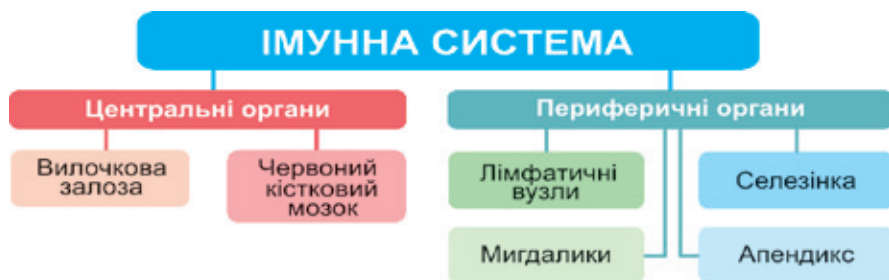 ІМУННА СИСТЕМА
Центральні органи
Периферичні органи
Вилочкова
залоза
Червоний
кістковий
мозок
Лімфатичні
вузли
Селезінка
Мигдалики
Апендикс